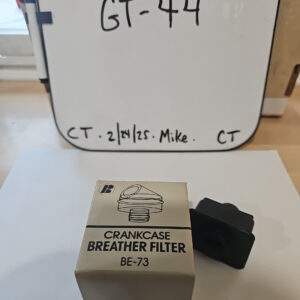 GT-44
CT. 2/24/25. Mike. CT
B
CRANKCASE
BREATHER FILTER
BE-73